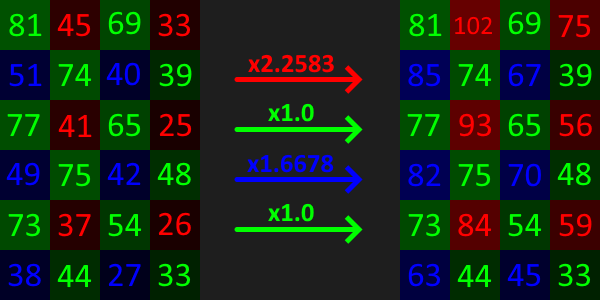 81 45 69 33
51 74 40 39
77 41 65 25
49 75 42 48
73 37 54 26
38 44 27 33
x2.2583
x1.0
x1.6678
x1.0
81 102 69 75
85 74 67 39
77 93 65 56
82 75 70 48
73 84 54 59
63 44 45 33